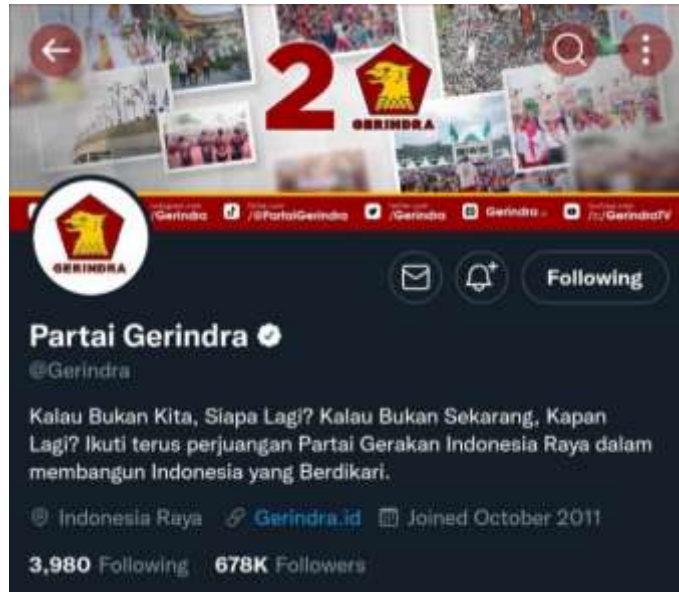 2
GERINDRA
/Gerindra /@PartaiGerindra /Gerindra Gerindra /GerindraTV
GERINDRA
Following
Partai Gerindra
@Gerindra
Kalau Bukan Kita, Siapa Lagi? Kalau Bukan Sekarang, Kapan
Lagi? Ikuti terus perjuangan Partai Gerakan Indonesia Raya dalam
membangun Indonesia yang Berdikari.
Indonesia Raya Gerindra.id Joined October 2011
3,980 Following 678K Followers